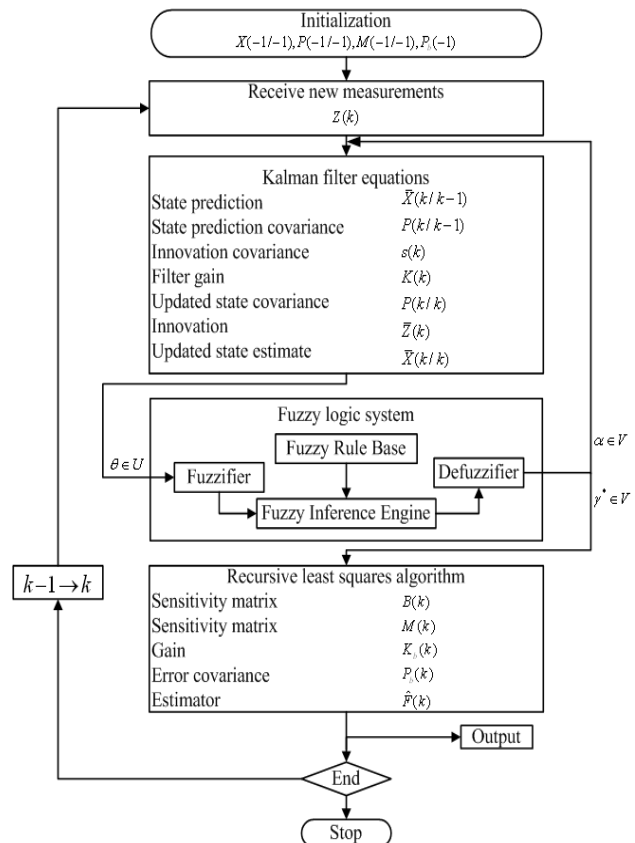 Initialization
X̄(-1/-1), P(-1/-1), M(-1/-1), P_b(-1)
Receive new measurements
Z(k)
Kalman filter equations
State prediction X̄(k/k-1)
State prediction covariance P(k/k-1)
Innovation covariance s(k)
Filter gain K(k)
Updated state covariance P(k/k)
Innovation Z̄(k)
Updated state estimate X̄(k/k)
Fuzzy logic system
θ∈U
Fuzzy Rule Base
Fuzzifier
Defuzzifier
Fuzzy Inference Engine
α∈V
γ*∈V
k-1→k
Recursive least squares algorithm
Sensitivity matrix B(k)
Sensitivity matrix M(k)
Gain K_b(k)
Error covariance P_b(k)
Estimator F̂(k)
Output
End
Stop